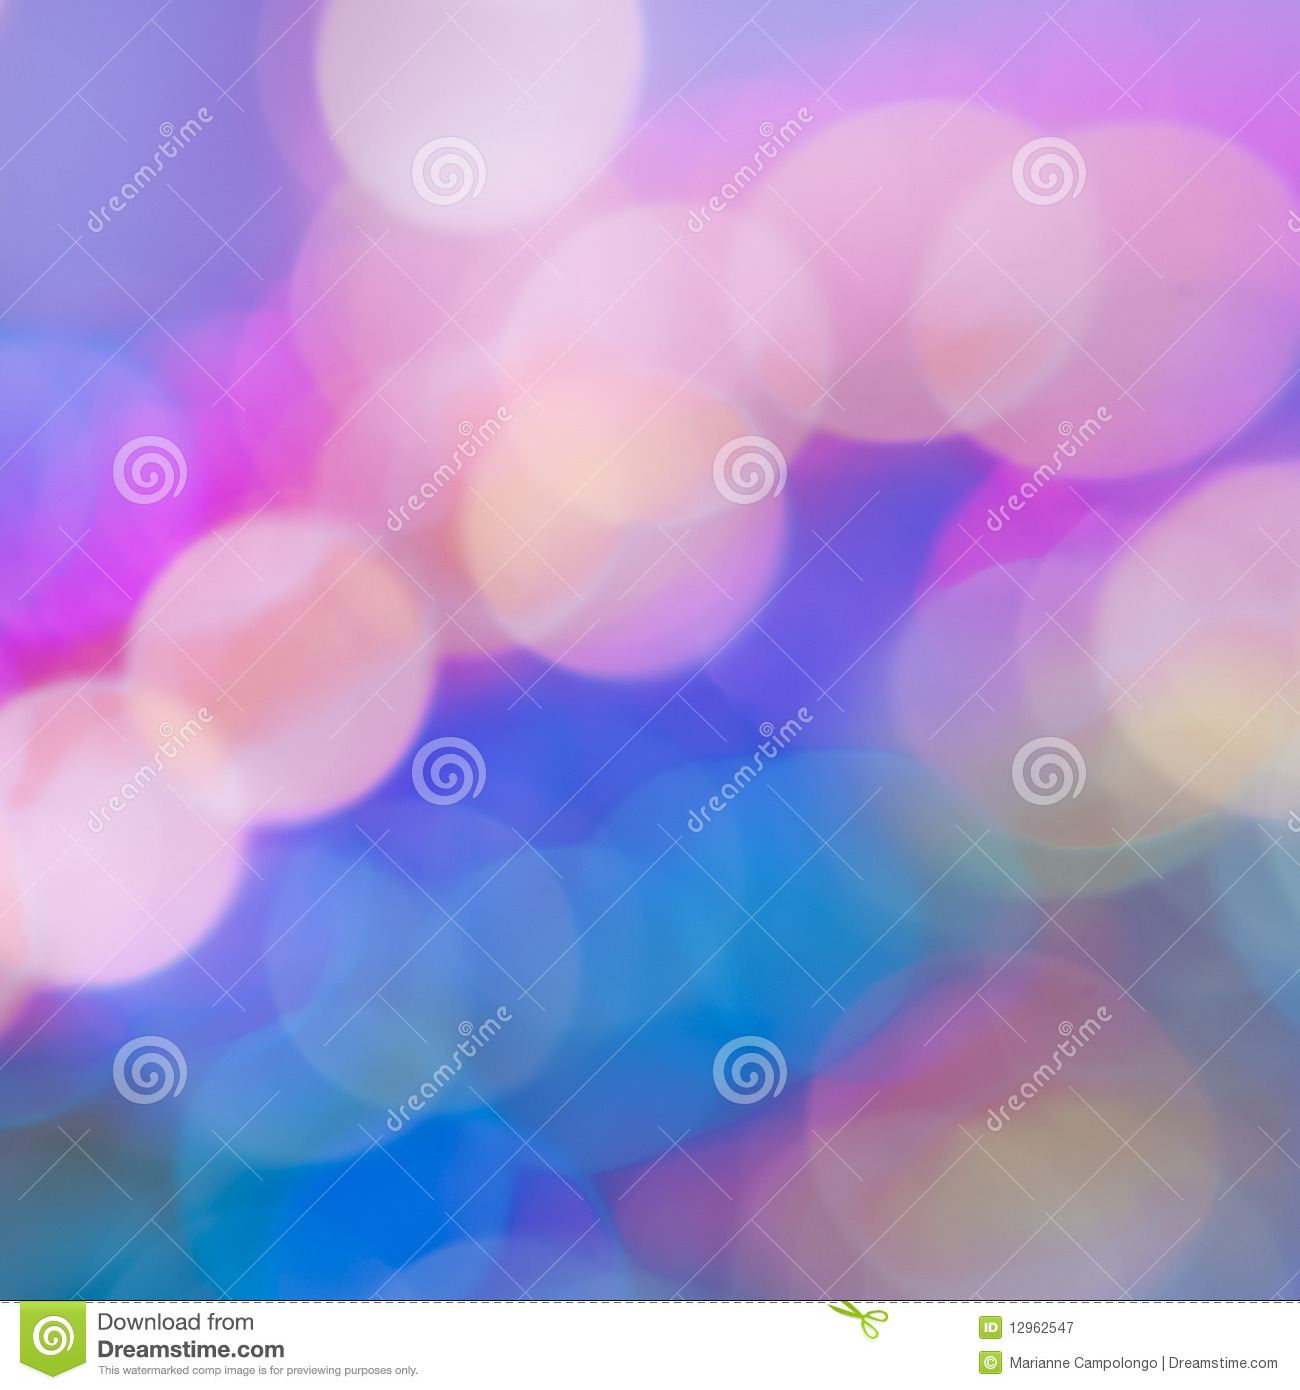 dreamstime
dreamstime
dreamstime
dreamstime
dreamstime
dreamstime
dreamstime
dreamstime
Download from
Dreamstime.com
This watermarked comp image is for previewing purposes only.
ID 12962547
© Marianne Campolongo | Dreamstime.com